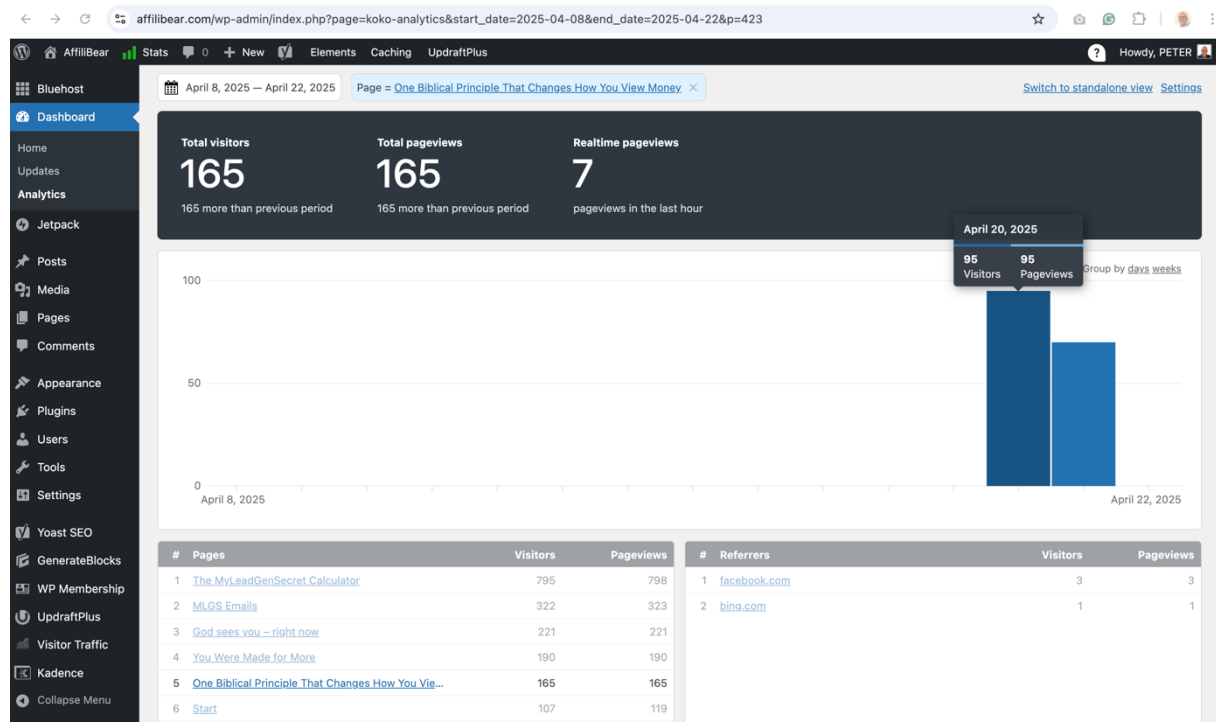 affilibear.com/wp-admin/index.php?page=koko-analytics&start_date=2025-04-08&end_date=2025-04-22&p=423
AffiliBear Stats 0 New Elements Caching UpdraftPlus ? Howdy, PETER
Bluehost
Dashboard
Home
Updates
Analytics
Jetpack
Posts
Media
Pages
Comments
Appearance
Plugins
Users
Tools
Settings
Yoast SEO
GenerateBlocks
WP Membership
UpdraftPlus
Visitor Traffic
Kadence
Collapse Menu
April 8, 2025 — April 22, 2025 Page = One Biblical Principle That Changes How You View Money × Switch to standalone view Settings
Total visitors Total pageviews Realtime pageviews
165 165 7
165 more than previous period 165 more than previous period pageviews in the last hour
April 20, 2025
95 95
Visitors Pageviews
Group by days weeks
100
50
0
April 8, 2025 April 22, 2025
# Pages Visitors Pageviews
1 The MyLeadGenSecret Calculator 795 798
2 MLGS Emails 322 323
3 God sees you – right now 221 221
4 You Were Made for More 190 190
5 One Biblical Principle That Changes How You Vie... 165 165
6 Start 107 119
# Referrers Visitors Pageviews
1 facebook.com 3 3
2 bing.com 1 1